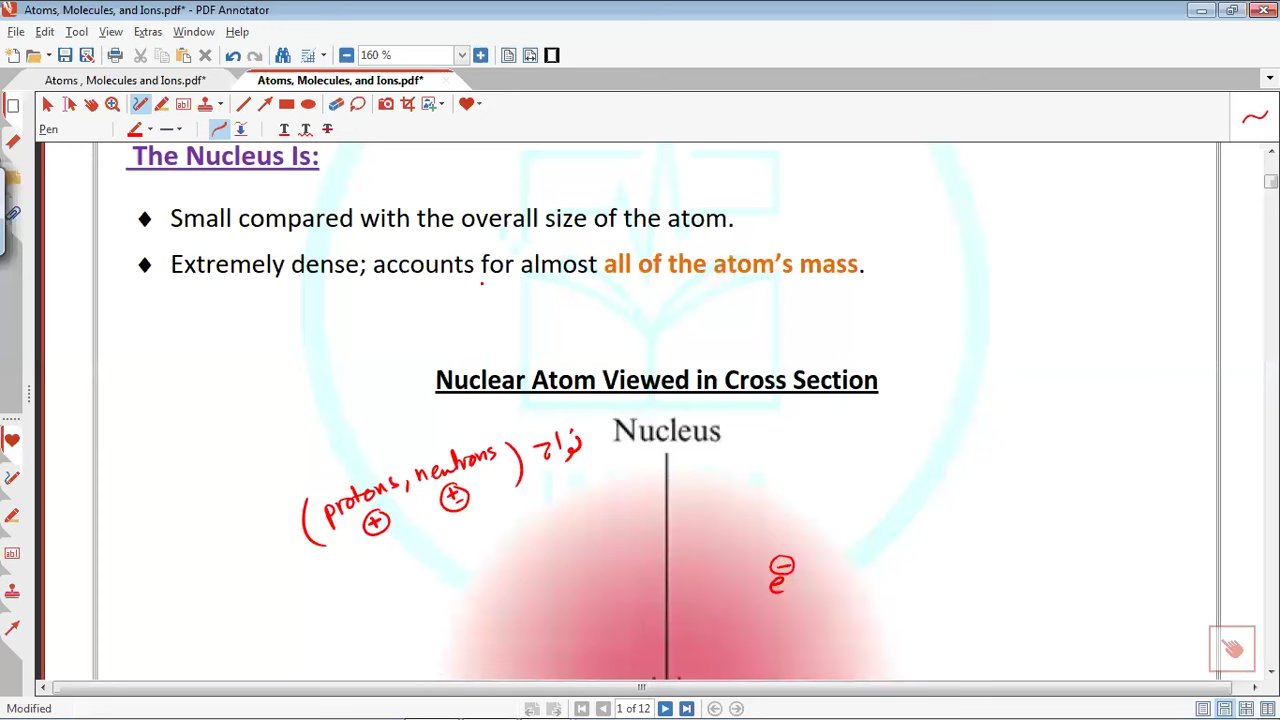 Atoms, Molecules, and Ions.pdf* - PDF Annotator
File Edit Tool View Extras Window Help
160 %
Atoms , Molecules and Ions.pdf* Atoms, Molecules, and Ions.pdf*
Pen
The Nucleus Is:
♦ Small compared with the overall size of the atom.
♦ Extremely dense; accounts for almost all of the atom's mass.
Nuclear Atom Viewed in Cross Section
Nucleus
(protons, neutrons)
+ ±
e −
Modified 1 of 12